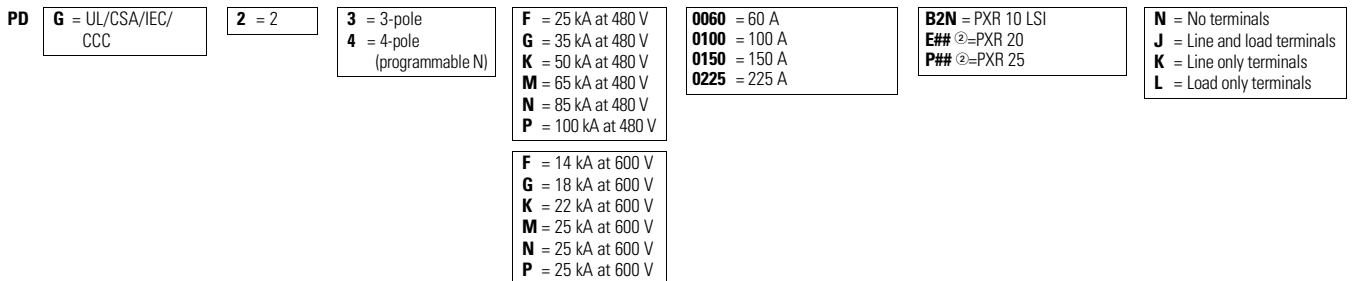 PD
G = UL/CSA/IEC/
CCC
2 = 2
3 = 3-pole
4 = 4-pole
(programmable N)
F = 25 kA at 480 V
G = 35 kA at 480 V
K = 50 kA at 480 V
M = 65 kA at 480 V
N = 85 kA at 480 V
P = 100 kA at 480 V
F = 14 kA at 600 V
G = 18 kA at 600 V
K = 22 kA at 600 V
M = 25 kA at 600 V
N = 25 kA at 600 V
P = 25 kA at 600 V
0060 = 60 A
0100 = 100 A
0150 = 150 A
0225 = 225 A
B2N = PXR 10 LSI
E## ②=PXR 20
P## ②=PXR 25
N = No terminals
J = Line and load terminals
K = Line only terminals
L = Load only terminals